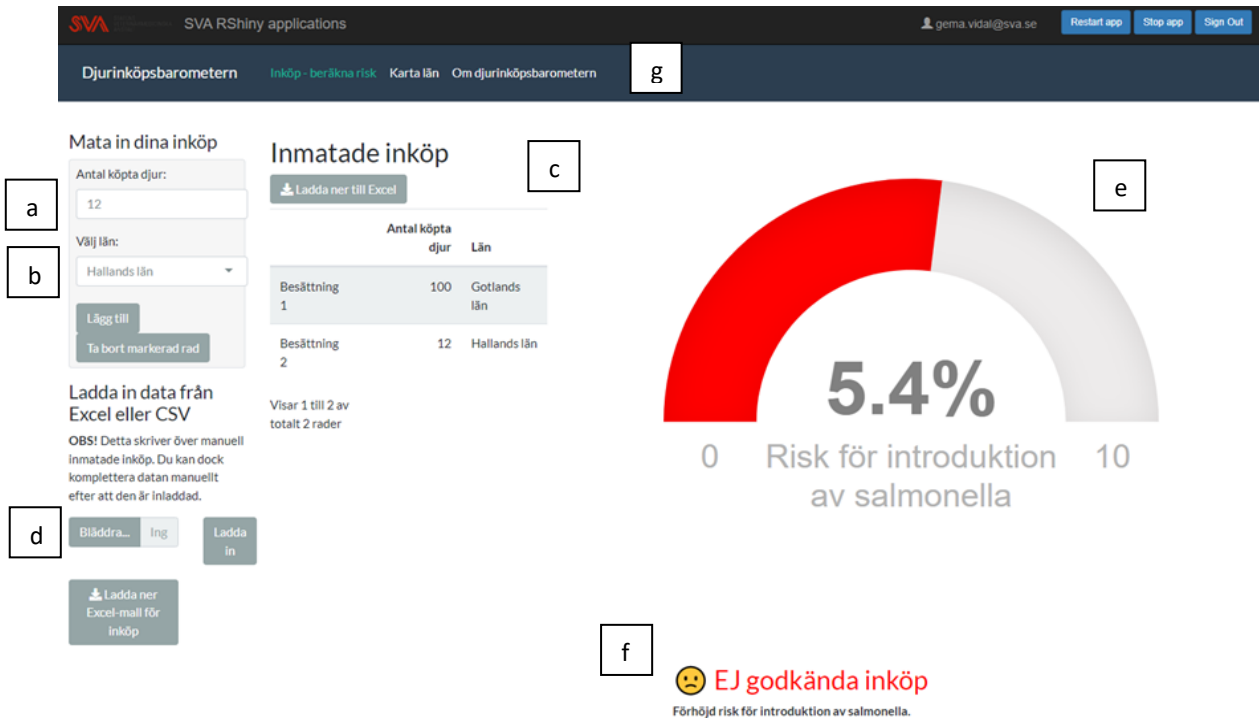 SVA SVA RShiny applications gema.vidal@sva.se Restart app Stop app Sign Out
Djurinköpsbarometern Inköp - beräkna risk Karta län Om djurinköpsbarometern g
Mata in dina inköp
a
Antal köpta djur:
12
b
Välj län:
Hallands län
Lägg till
Ta bort markerad rad
Ladda in data från
Excel eller CSV
OBS! Detta skriver över manuell
inmatade inköp. Du kan dock
komplettera datan manuellt
efter att den är inladdad.
d
Bläddra... Ing Ladda
in
Ladda ner
Excel-mall för
inköp
Inmatade inköp
c
Ladda ner till Excel
Antal köpta
djur Län
Besättning 100 Gotlands
1 län
Besättning 12 Hallands län
2
Visar 1 till 2 av
totalt 2 rader
e
5.4%
0 Risk för introduktion 10
av salmonella
f
EJ godkända inköp
Förhöjd risk för introduktion av salmonella.